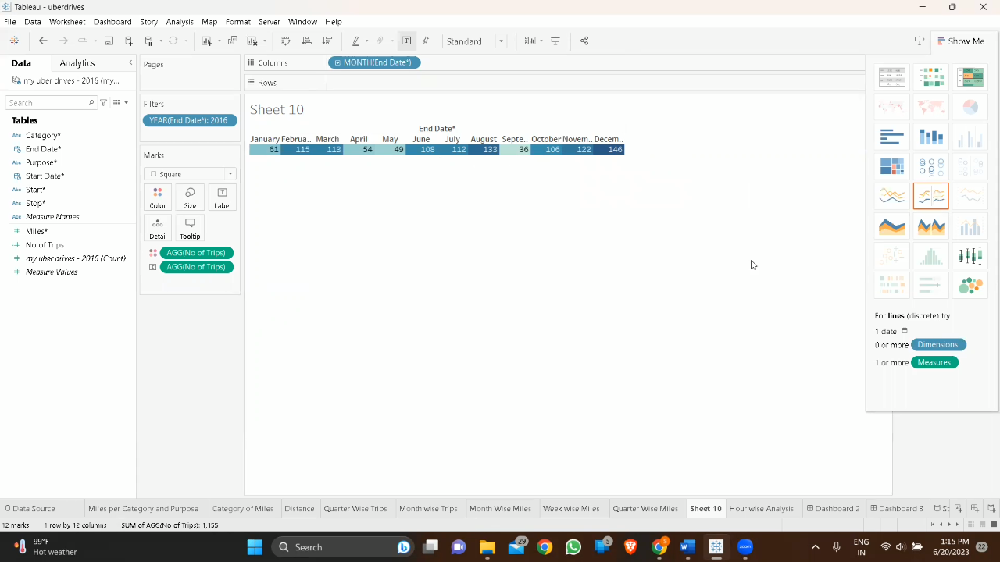 Tableau - uberdrives
File Data Worksheet Dashboard Story Analysis Map Format Server Window Help
Standard
Show Me
Data Analytics
my uber drives - 2016 (my...
Search
Tables
Abc Category*
End Date*
Abc Purpose*
Start Date*
Abc Start*
Abc Stop*
Abc Measure Names
# Miles*
# No of Trips
# my uber drives - 2016 (Count)
# Measure Values
Pages
Filters
YEAR(End Date*): 2016
Marks
Square
Color Size Label
Detail Tooltip
AGG(No of Trips)
AGG(No of Trips)
Columns MONTH(End Date*)
Rows
Sheet 10
End Date*
January Februa.. March April May June July August Septe.. October Novem.. Decem..
61 115 113 54 49 108 112 133 36 106 122 146
For lines (discrete) try
1 date
0 or more Dimensions
1 or more Measures
Data Source Miles per Category and Purpose Category of Miles Distance Quarter Wise Trips Month wise Trips Month Wise Miles Week wise Miles Quarter Wise Miles Sheet 10 Hour wise Analysis Dashboard 2 Dashboard 3 St
12 marks 1 row by 12 columns SUM of AGG(No of Trips): 1,155
99°F
Hot weather
Search
29
5
6
ENG
IN
1:15 PM
6/20/2023
22